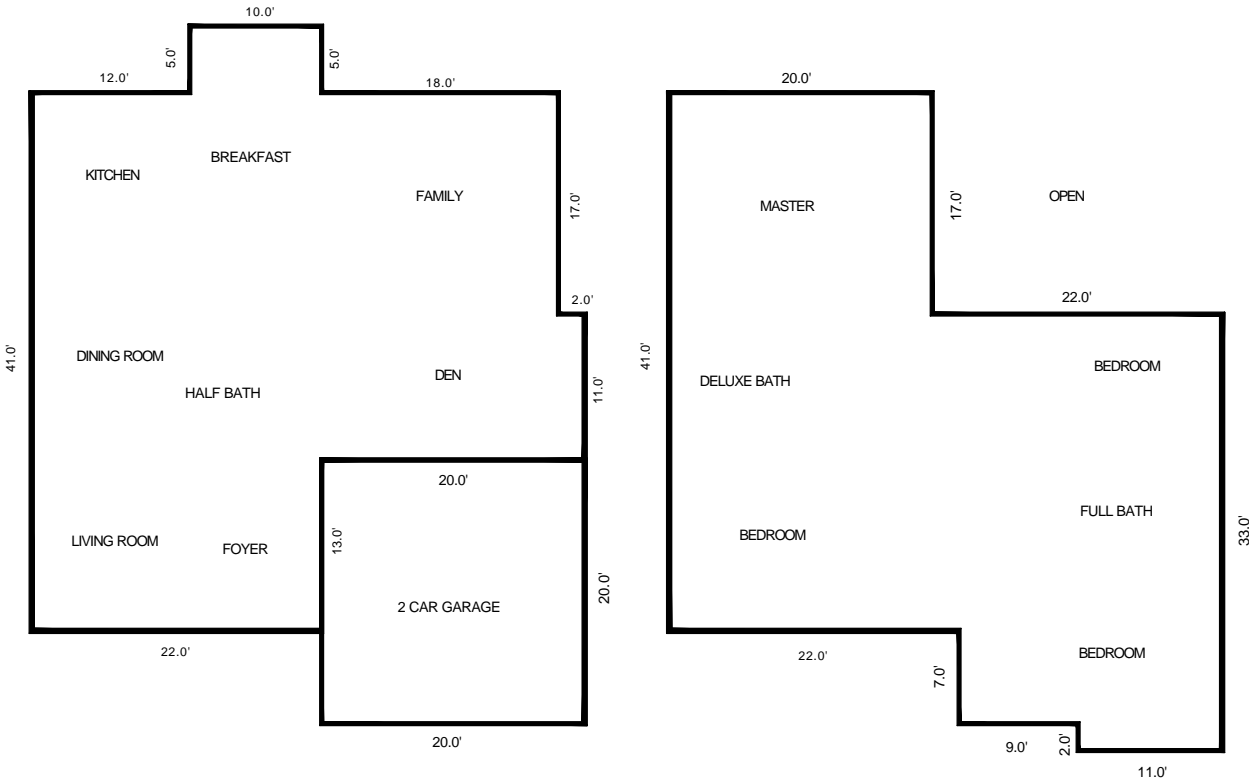 10.0'
5.0'
5.0'
12.0'
18.0'
BREAKFAST
KITCHEN
FAMILY
17.0'
2.0'
41.0'
DINING ROOM
HALF BATH
DEN
11.0'
20.0'
LIVING ROOM
FOYER
13.0'
2 CAR GARAGE
20.0'
22.0'
20.0'
20.0'
MASTER
17.0'
OPEN
22.0'
41.0'
DELUXE BATH
BEDROOM
BEDROOM
FULL BATH
33.0'
22.0'
7.0'
BEDROOM
9.0'
2.0'
11.0'